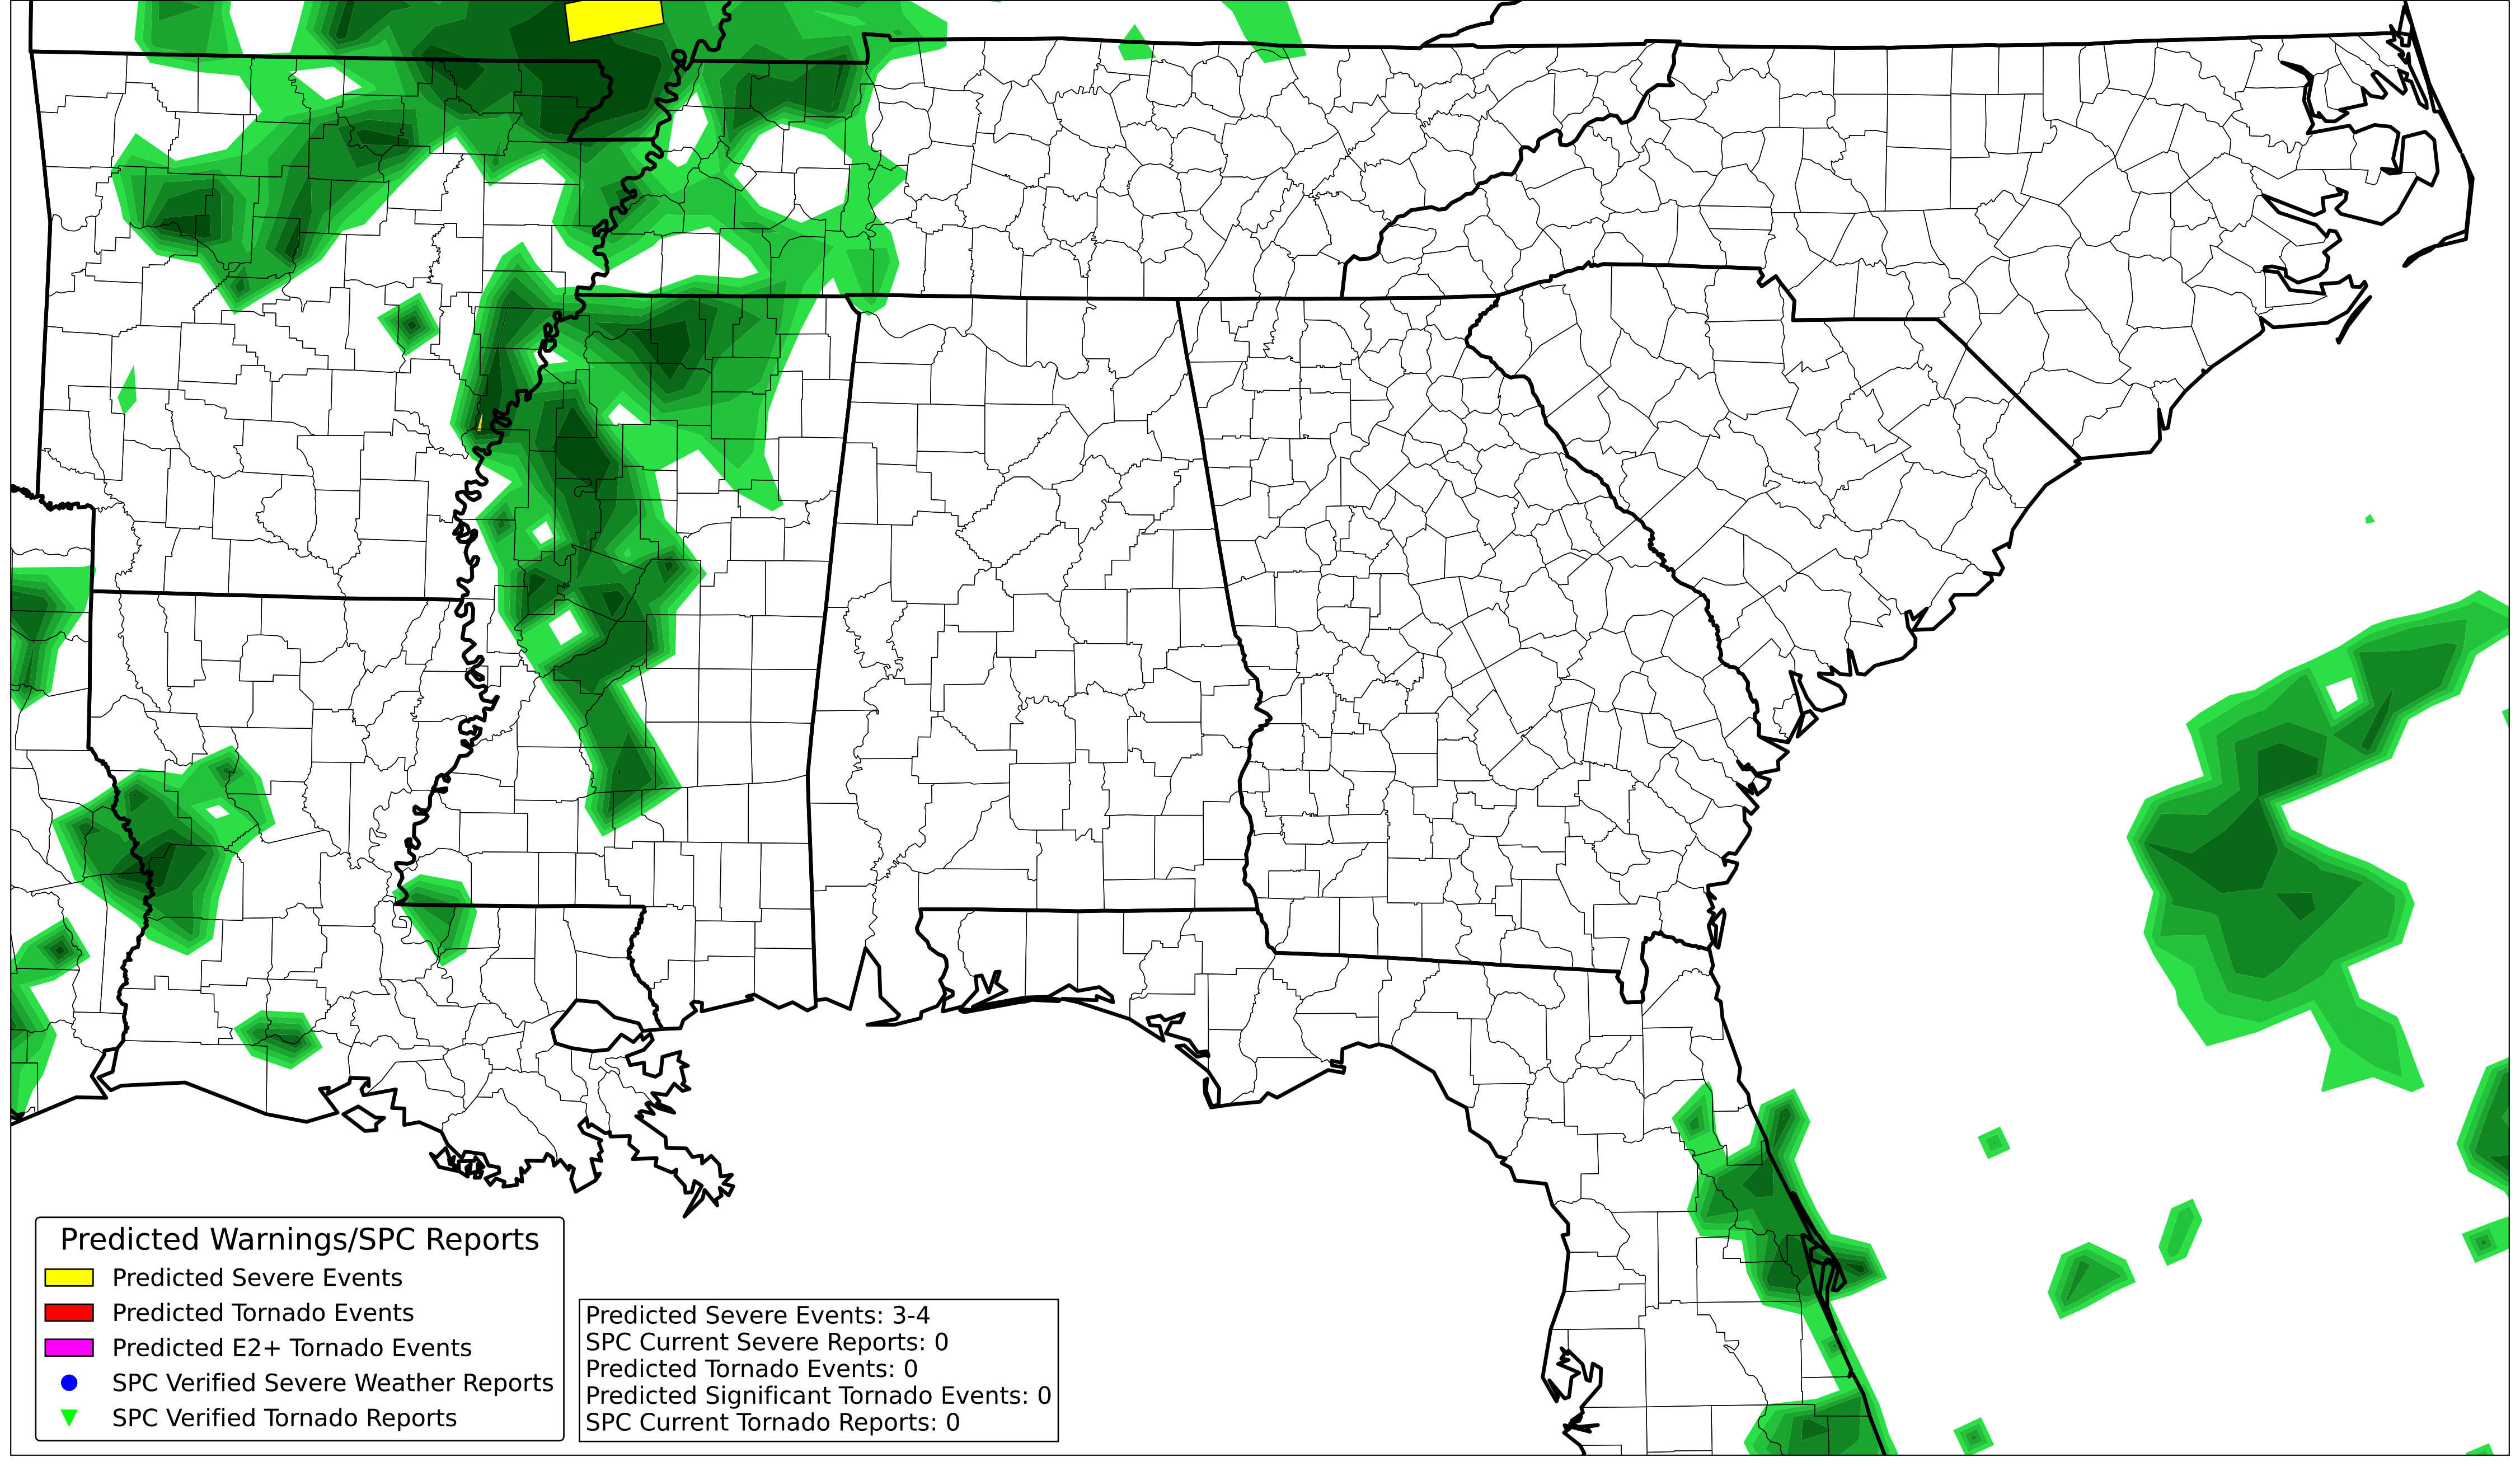 Predicted Warnings/SPC Reports
Predicted Severe Events
Predicted Tornado Events
Predicted E2+ Tornado Events
SPC Verified Severe Weather Reports
SPC Verified Tornado Reports
Predicted Severe Events: 3-4
SPC Current Severe Reports: 0
Predicted Tornado Events: 0
Predicted Significant Tornado Events: 0
SPC Current Tornado Reports: 0